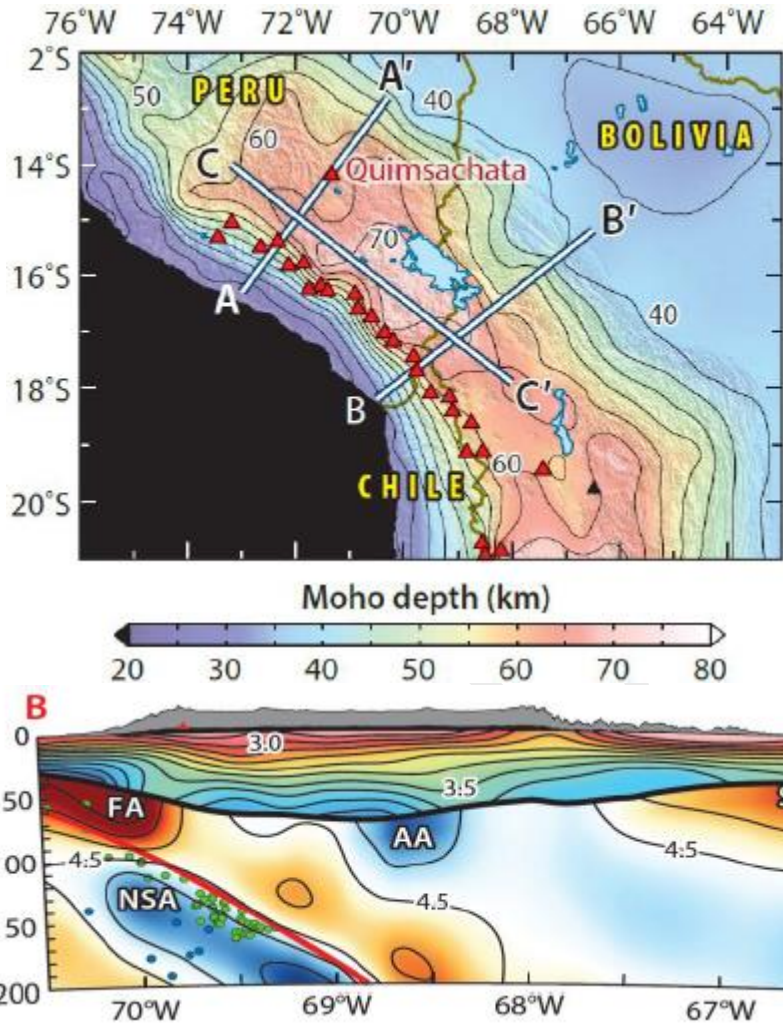 76°W 74°W 72°W 70°W 68°W 66°W 64°W
2°S
14°S
16°S
18°S
20°S
PERU
BOLIVIA
CHILE
A'
50
40
60
C
Quimsachata
B'
70
A
40
B
C'
60
Moho depth (km)
20 30 40 50 60 70 80
B
0
3.0
3.5
50
FA
AA
S
4.5
00
4.5
NSA
4.5
50
200
70°W 69°W 68°W 67°W